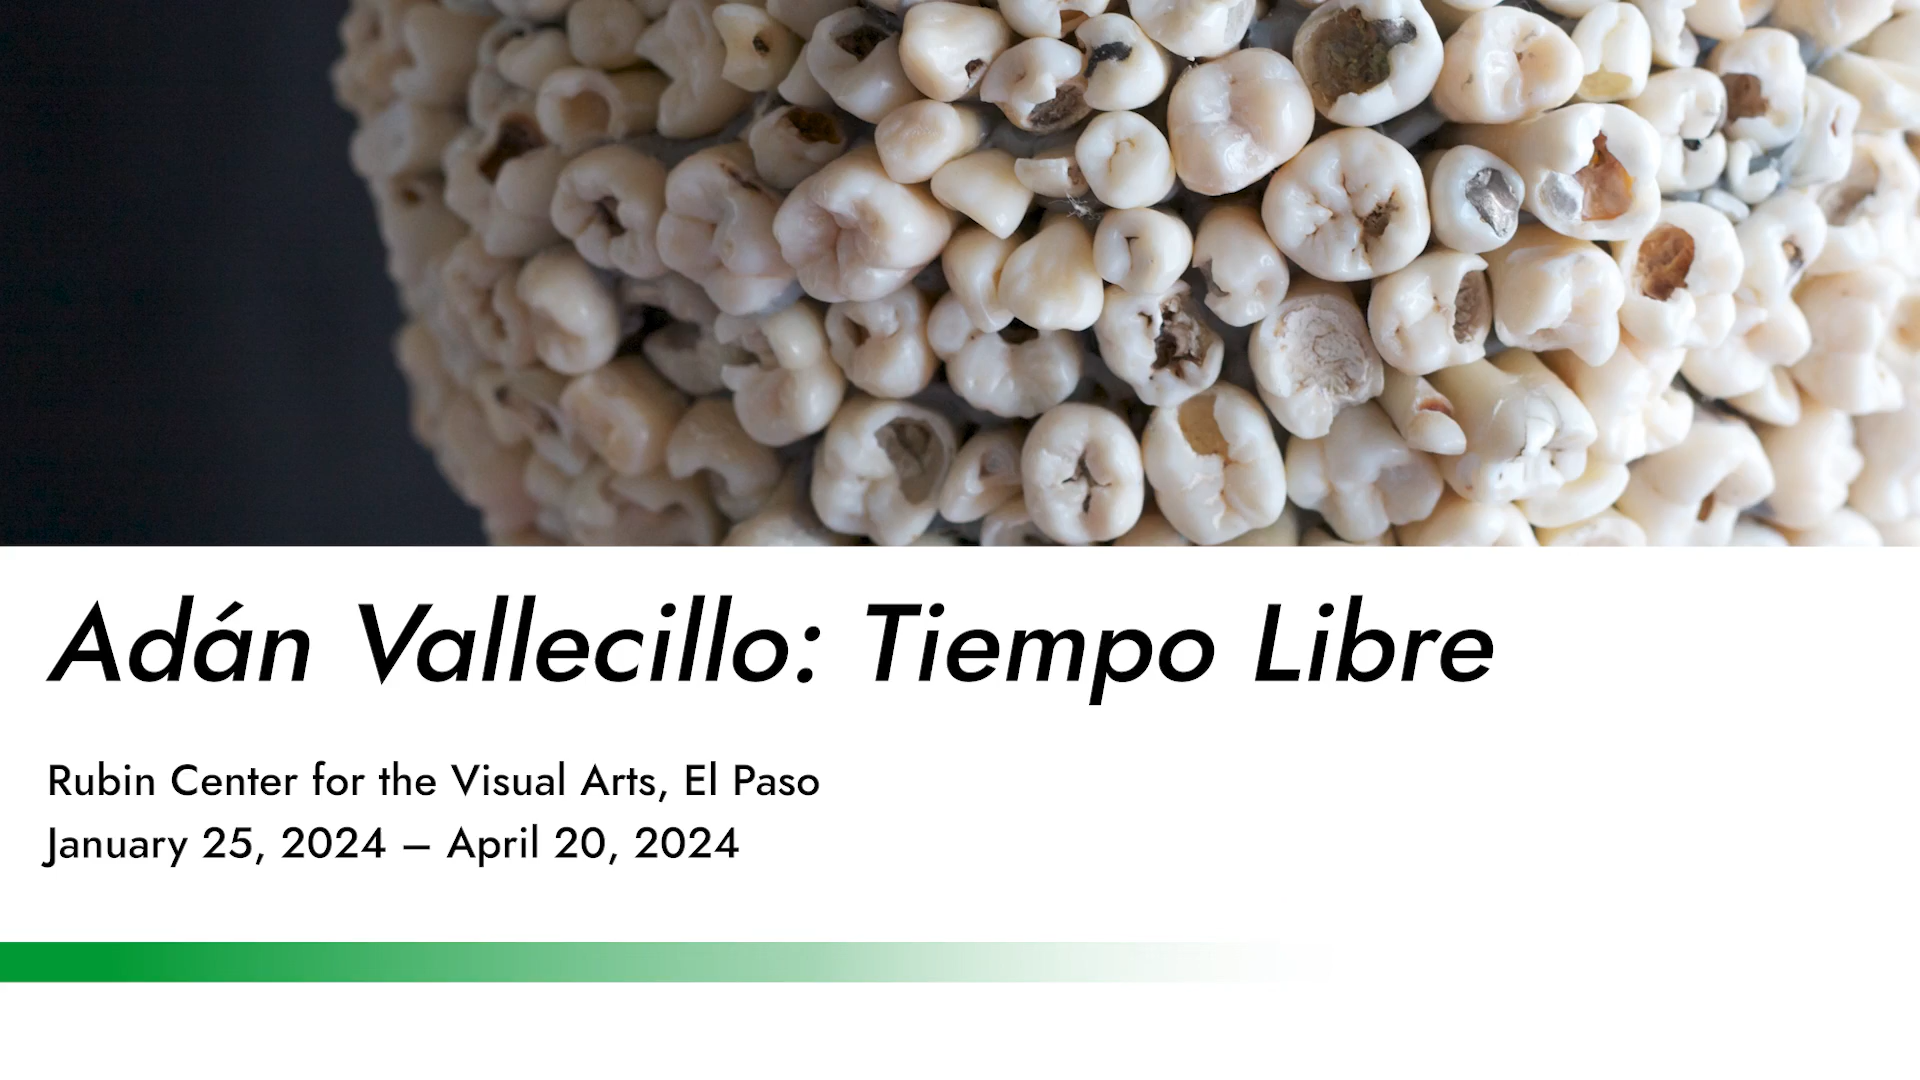 Adán Vallecillo: Tiempo Libre
Rubin Center for the Visual Arts, El Paso
January 25, 2024 – April 20, 2024